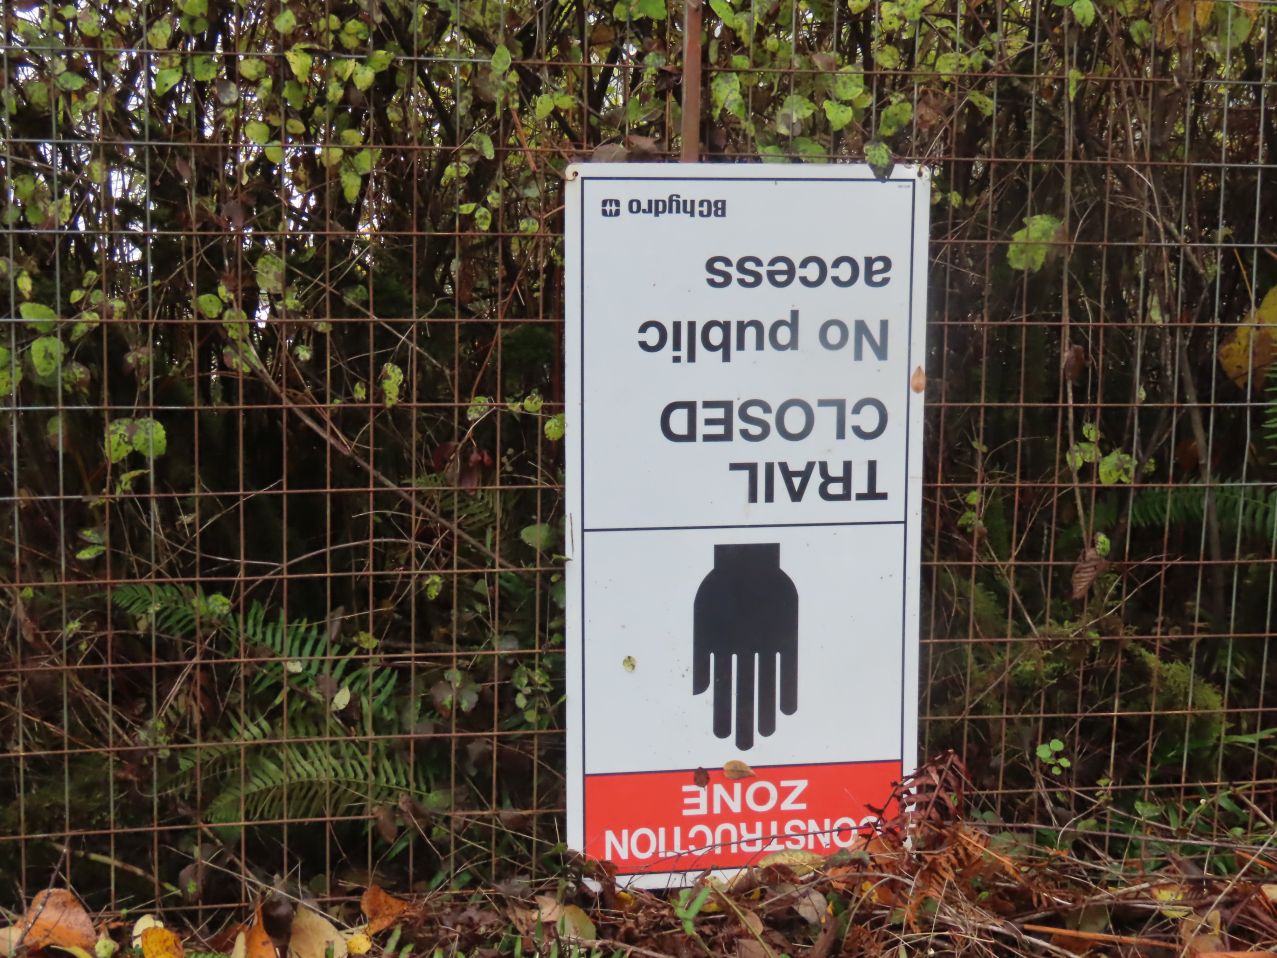 CONSTRUCTION
ZONE
TRAIL
CLOSED
No public
access
BChydro